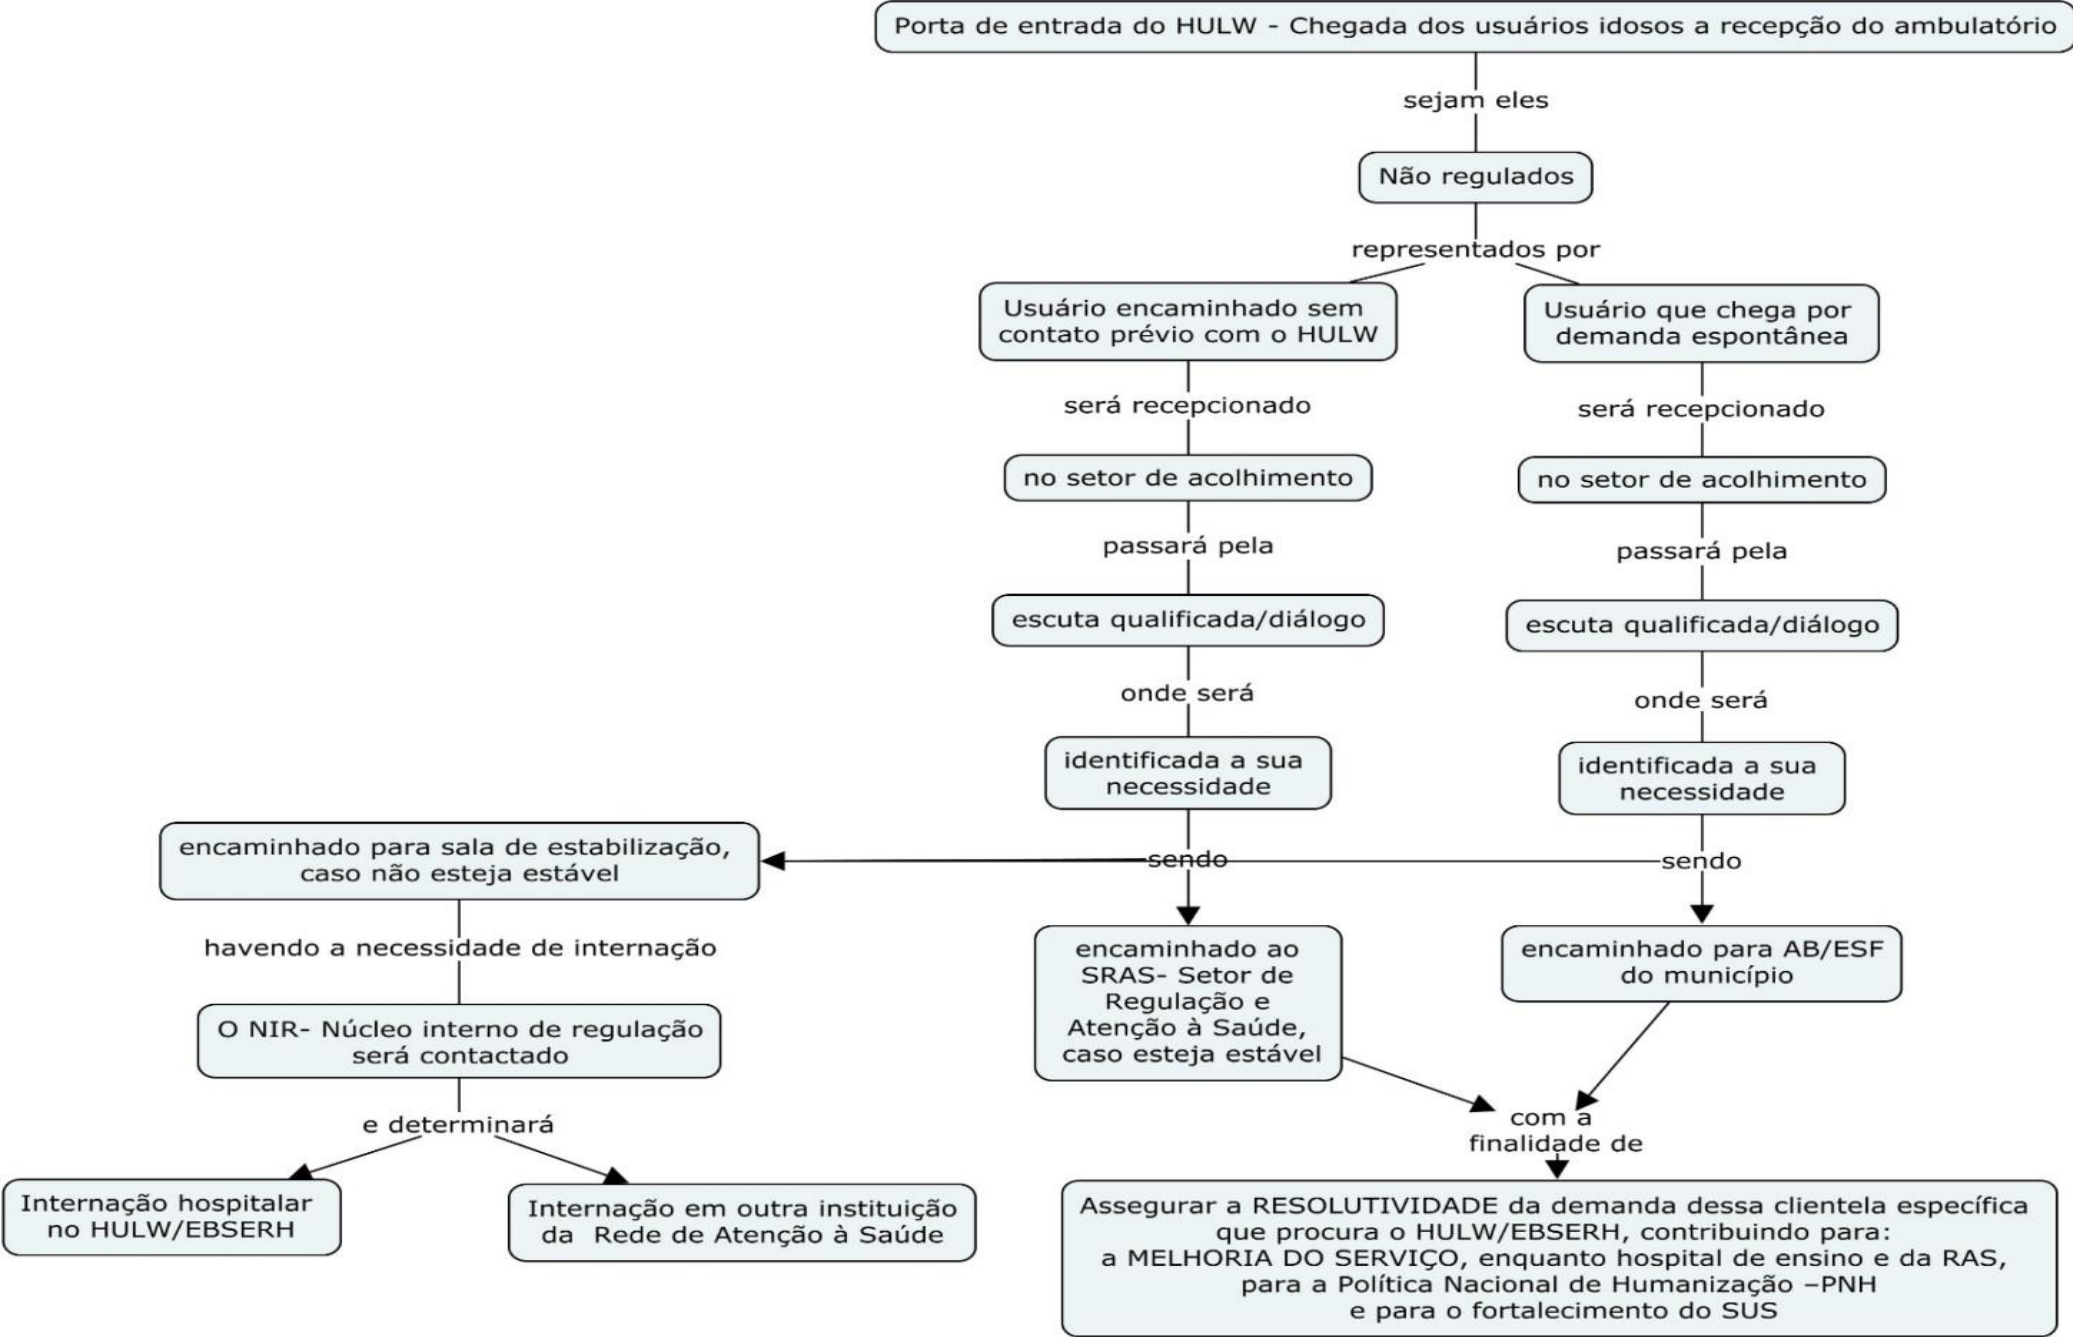 Porta de entrada do HULW - Chegada dos usuários idosos a recepção do ambulatório
sejam eles
Não regulados
representados por
Usuário encaminhado sem
contato prévio com o HULW
será recepcionado
no setor de acolhimento
passará pela
escuta qualificada/diálogo
onde será
identificada a sua
necessidade
sendo
Usuário que chega por
demanda espontânea
será recepcionado
no setor de acolhimento
passará pela
escuta qualificada/diálogo
onde será
identificada a sua
necessidade
sendo
encaminhado para sala de estabilização,
caso não esteja estável
havendo a necessidade de internação
O NIR- Núcleo interno de regulação
será contactado
e determinará
Internação hospitalar
no HULW/EBSERH
Internação em outra instituição
da Rede de Atenção à Saúde
encaminhado ao
SRAS- Setor de
Regulação e
Atenção à Saúde,
caso esteja estável
encaminhado para AB/ESF
do município
com a
finalidade de
Assegurar a RESOLUTIVIDADE da demanda dessa clientela específica
que procura o HULW/EBSERH, contribuindo para:
a MELHORIA DO SERVIÇO, enquanto hospital de ensino e da RAS,
para a Política Nacional de Humanização –PNH
e para o fortalecimento do SUS